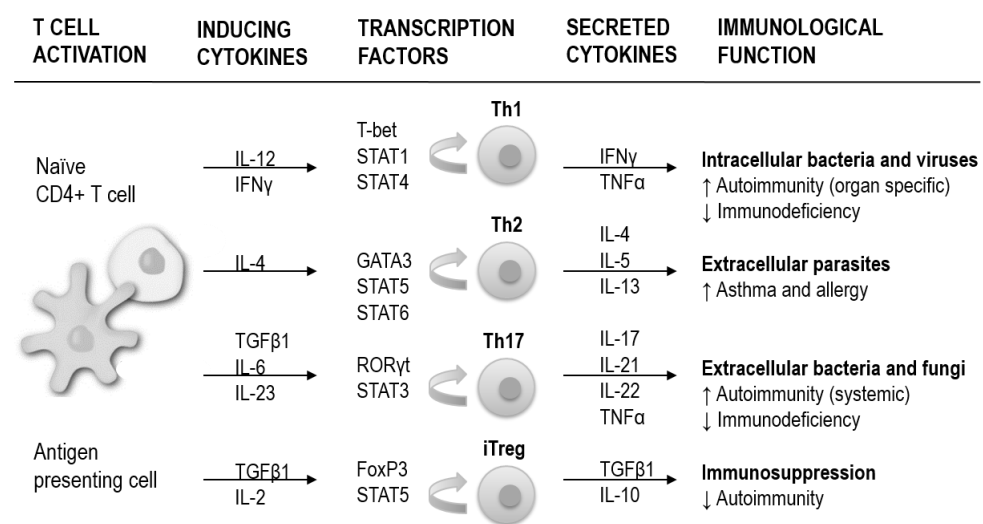 T CELL
ACTIVATION
INDUCING
CYTOKINES
TRANSCRIPTION
FACTORS
SECRETED
CYTOKINES
IMMUNOLOGICAL
FUNCTION
Naïve
CD4+ T cell
IL-12
IFNγ
T-bet
STAT1
STAT4
Th1
IFNγ
TNFα
Intracellular bacteria and viruses
↑ Autoimmunity (organ specific)
↓ Immunodeficiency
IL-4
GATA3
STAT5
STAT6
Th2
IL-4
IL-5
IL-13
Extracellular parasites
↑ Asthma and allergy
TGFβ1
IL-6
IL-23
RORγt
STAT3
Th17
IL-17
IL-21
IL-22
TNFα
Extracellular bacteria and fungi
↑ Autoimmunity (systemic)
↓ Immunodeficiency
Antigen
presenting cell
TGFβ1
IL-2
FoxP3
STAT5
iTreg
TGFβ1
IL-10
Immunosuppression
↓ Autoimmunity